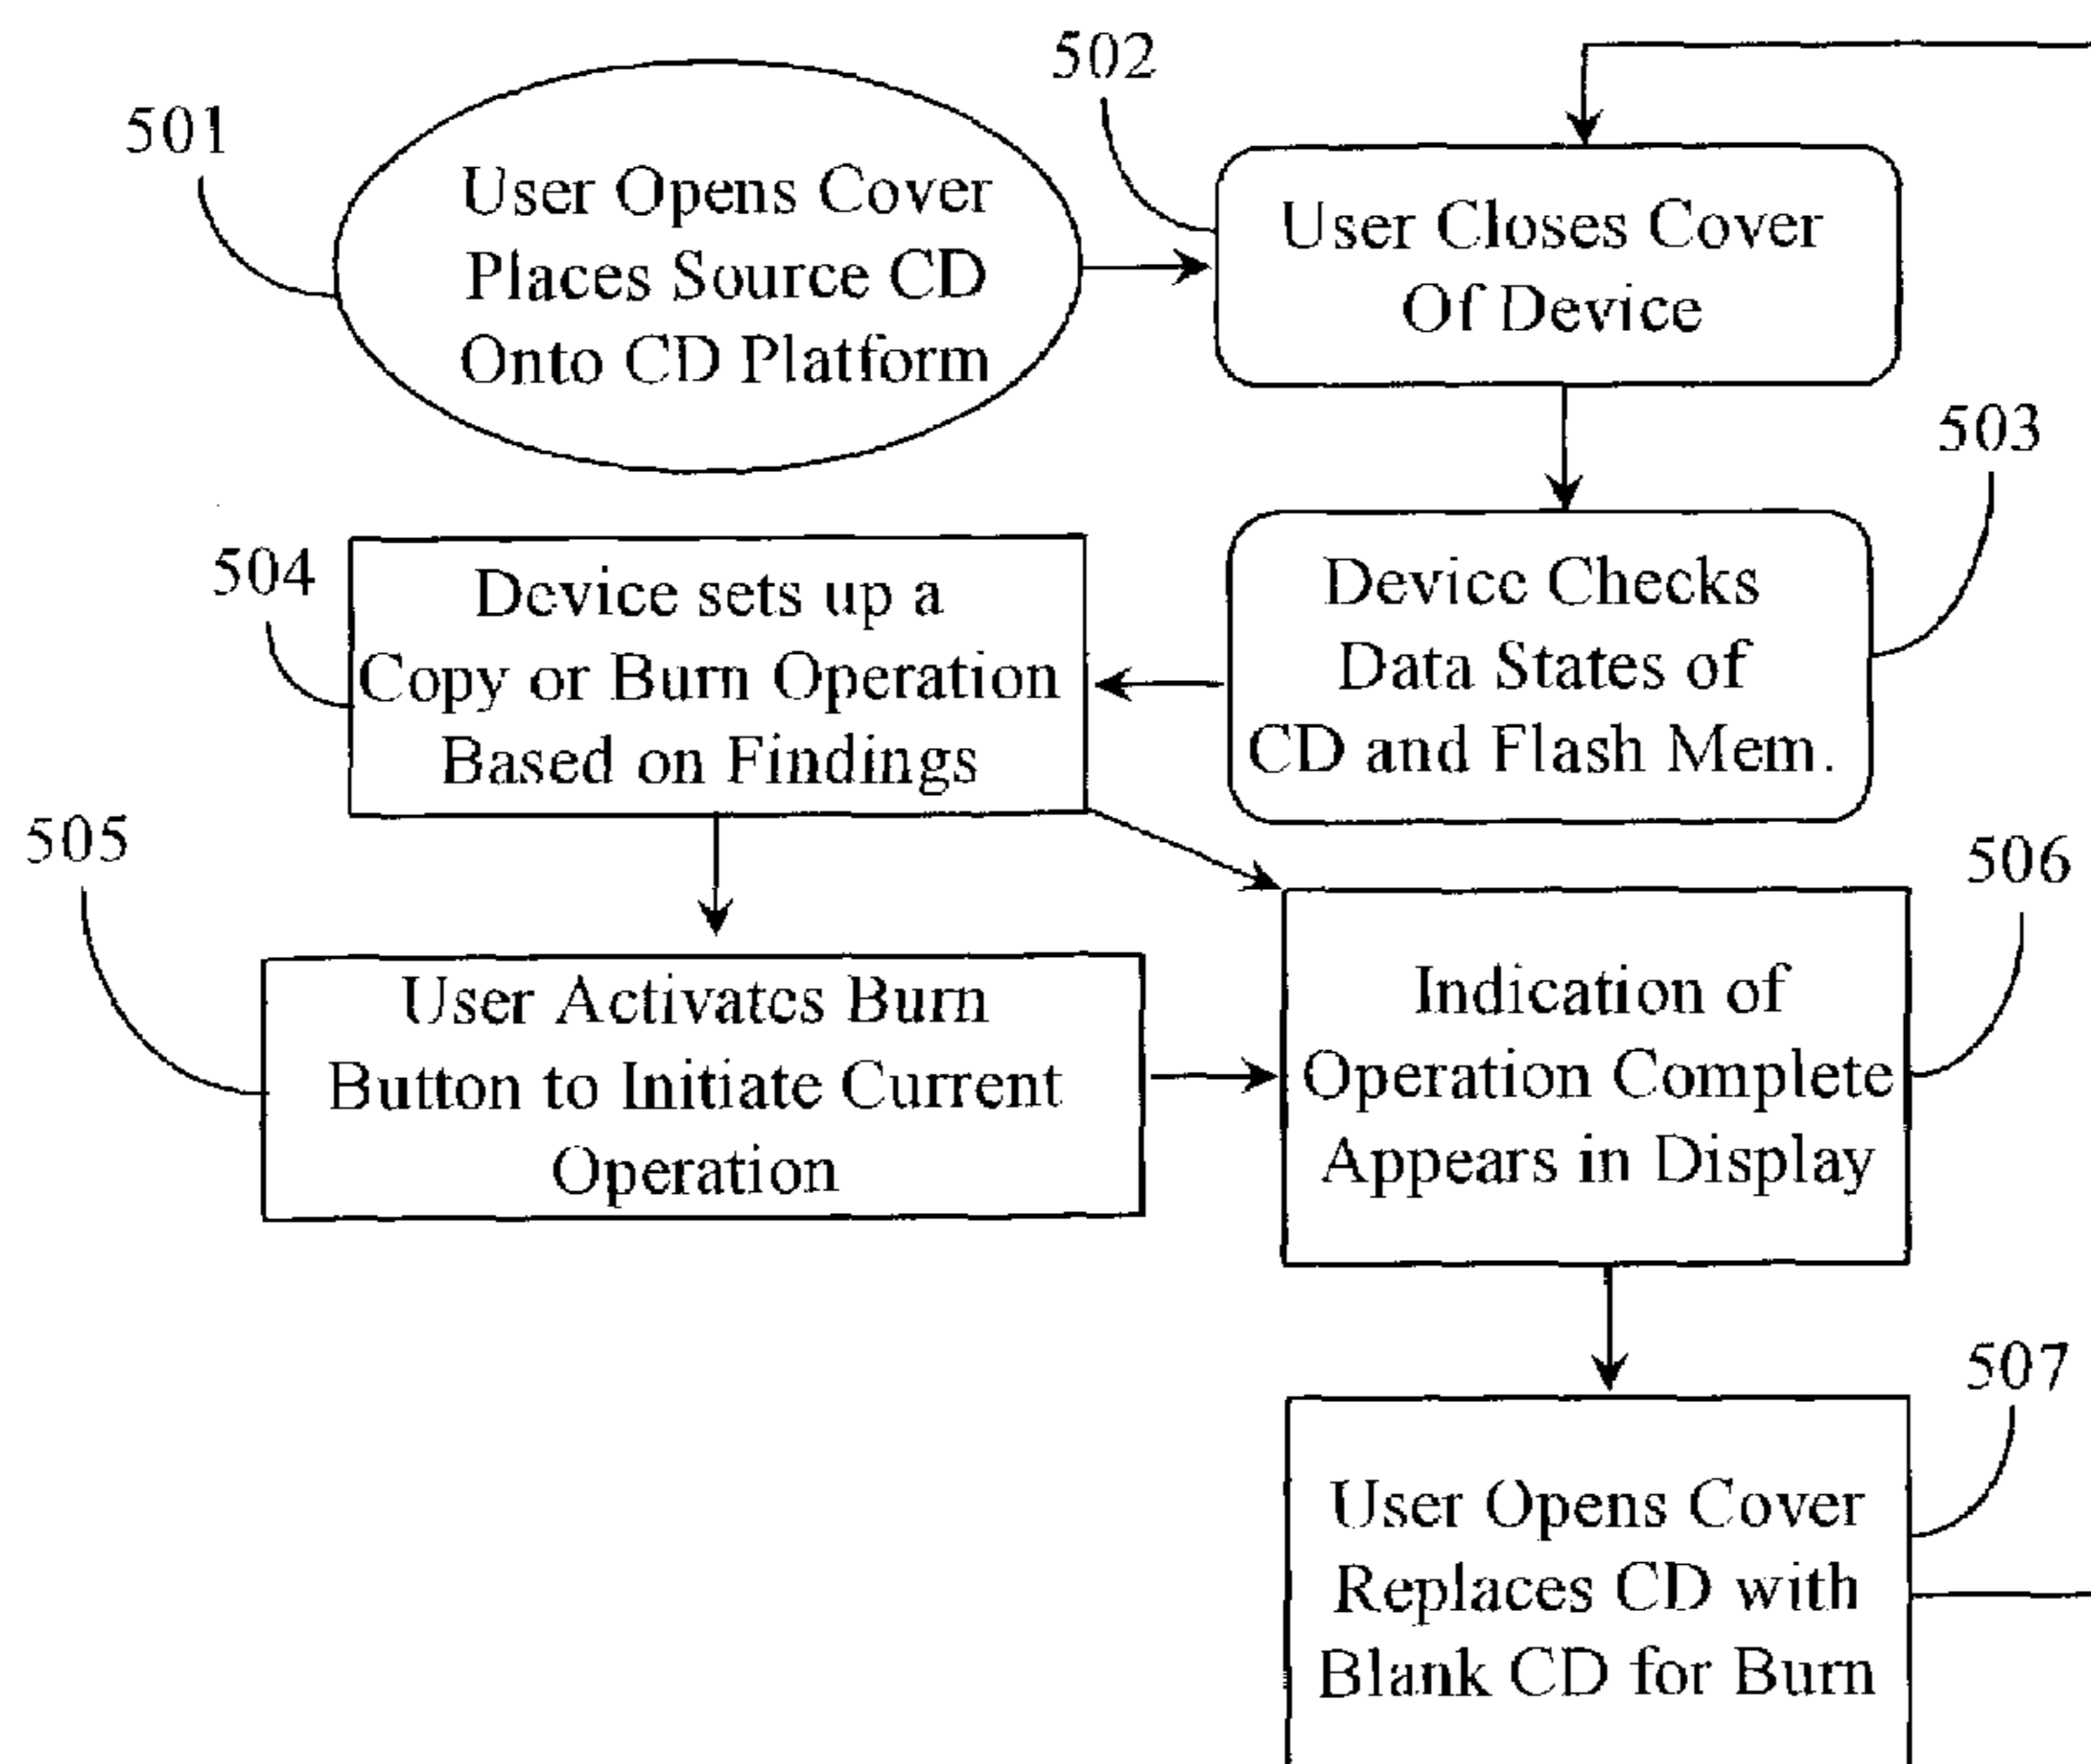 501
User Opens Cover
Places Source CD
Onto CD Platform
502
User Closes Cover
Of Device
503
Device Checks
Data States of
CD and Flash Mem.
504
Device sets up a
Copy or Burn Operation
Based on Findings
505
User Activates Burn
Button to Initiate Current
Operation
506
Indication of
Operation Complete
Appears in Display
507
User Opens Cover
Replaces CD with
Blank CD for Burn